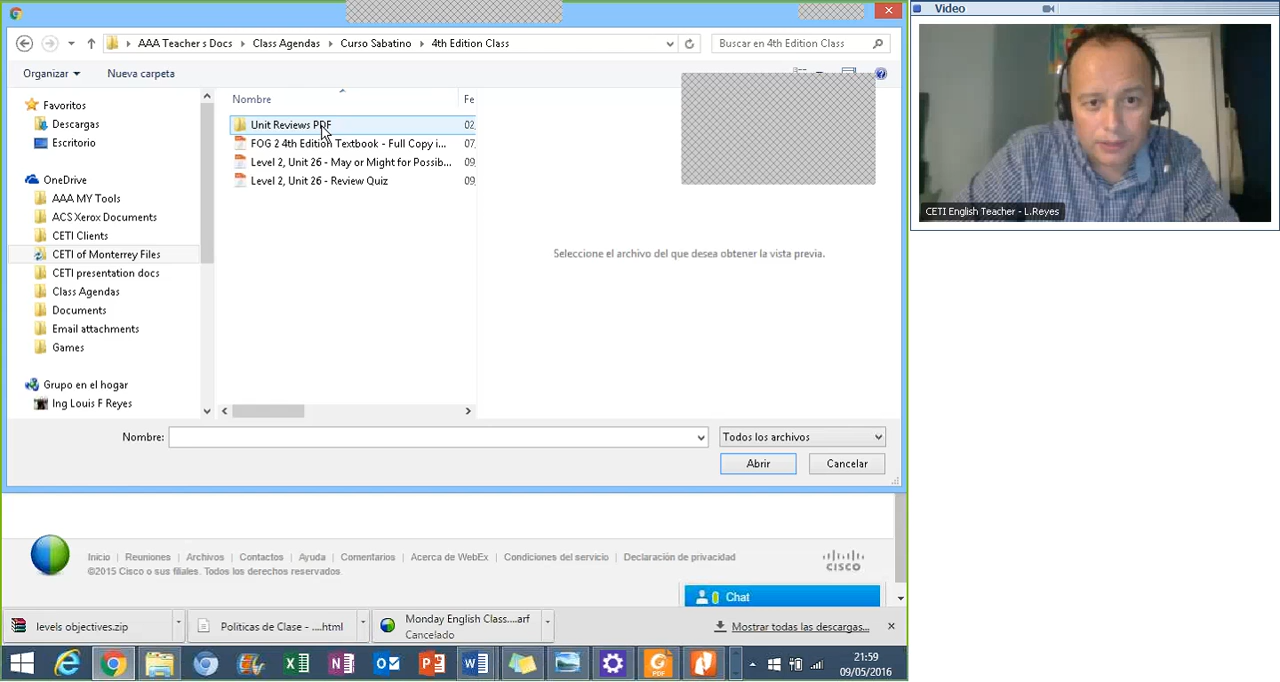 Video
AAA Teacher s Docs
Class Agendas
Curso Sabatino
4th Edition Class
Buscar en 4th Edition Class
Organizar
Nueva carpeta
Favoritos
Descargas
Escritorio
OneDrive
AAA MY Tools
ACS Xerox Documents
CETI Clients
CETI of Monterrey Files
CETI presentation docs
Class Agendas
Documents
Email attachments
Games
Grupo en el hogar
Ing Louis F Reyes
Nombre
Fe
Unit Reviews PDF
02,
FOG 2 4th Edition Textbook - Full Copy i...
07,
Level 2, Unit 26 - May or Might for Possib...
09,
Level 2, Unit 26 - Review Quiz
09,
Seleccione el archivo del que desea obtener la vista previa.
CETI English Teacher - L.Reyes
Nombre:
Todos los archivos
Abrir
Cancelar
Inicio | Reuniones | Archivos | Contactos | Ayuda | Comentarios | Acerca de WebEx | Condiciones del servicio | Declaración de privacidad
©2015 Cisco o sus filiales. Todos los derechos reservados.
CISCO
Chat
levels objectives.zip
Politicas de Clase - ....html
Monday English Class....arf
Cancelado
Mostrar todas las descargas...
21:59
09/05/2016